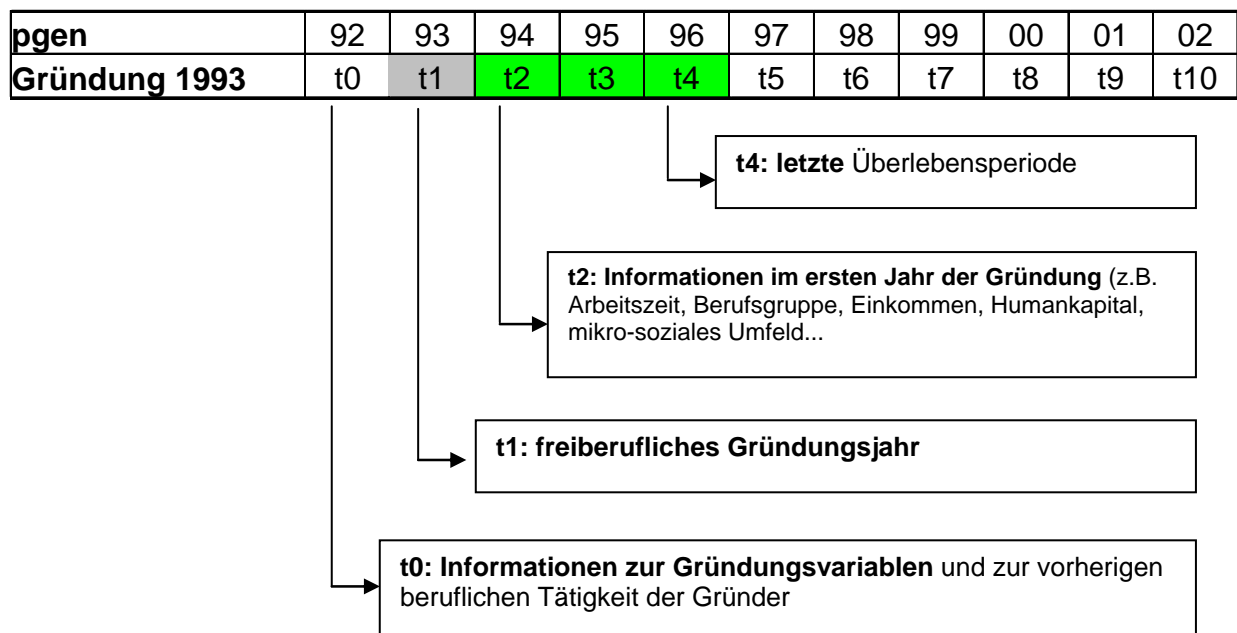 pgen 92 93 94 95 96 97 98 99 00 01 02
Gründung 1993 t0 t1 t2 t3 t4 t5 t6 t7 t8 t9 t10
t4: letzte Überlebensperiode
t2: Informationen im ersten Jahr der Gründung (z.B.
Arbeitszeit, Berufsgruppe, Einkommen, Humankapital,
mikro-soziales Umfeld...
t1: freiberufliches Gründungsjahr
t0: Informationen zur Gründungsvariablen und zur vorherigen
beruflichen Tätigkeit der Gründer